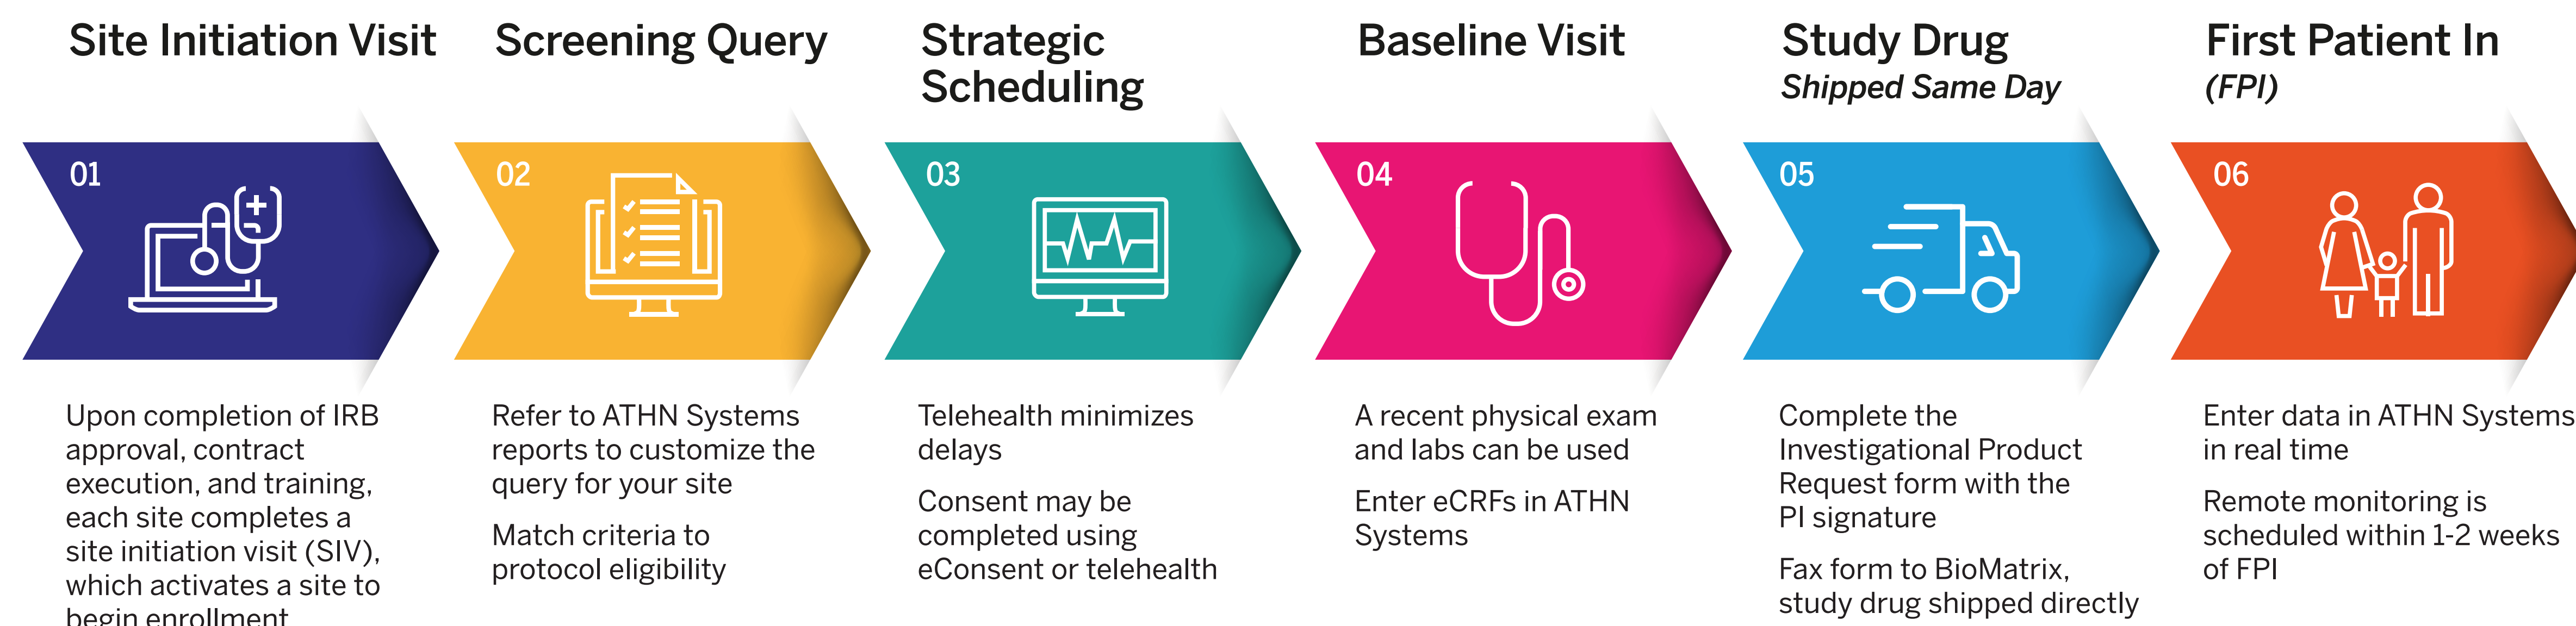 Site Initiation Visit
01
Upon completion of IRB
approval, contract
execution, and training,
each site completes a
site initiation visit (SIV),
which activates a site to
begin enrollment
Screening Query
02
Refer to ATHN Systems
reports to customize the
query for your site
Match criteria to
protocol eligibility
Strategic
Scheduling
03
Telehealth minimizes
delays
Consent may be
completed using
eConsent or telehealth
Baseline Visit
04
A recent physical exam
and labs can be used
Enter eCRFs in ATHN
Systems
Study Drug
Shipped Same Day
05
Complete the
Investigational Product
Request form with the
PI signature
Fax form to BioMatrix,
study drug shipped directly
First Patient In
(FPI)
06
Enter data in ATHN Systems
in real time
Remote monitoring is
scheduled within 1-2 weeks
of FPI